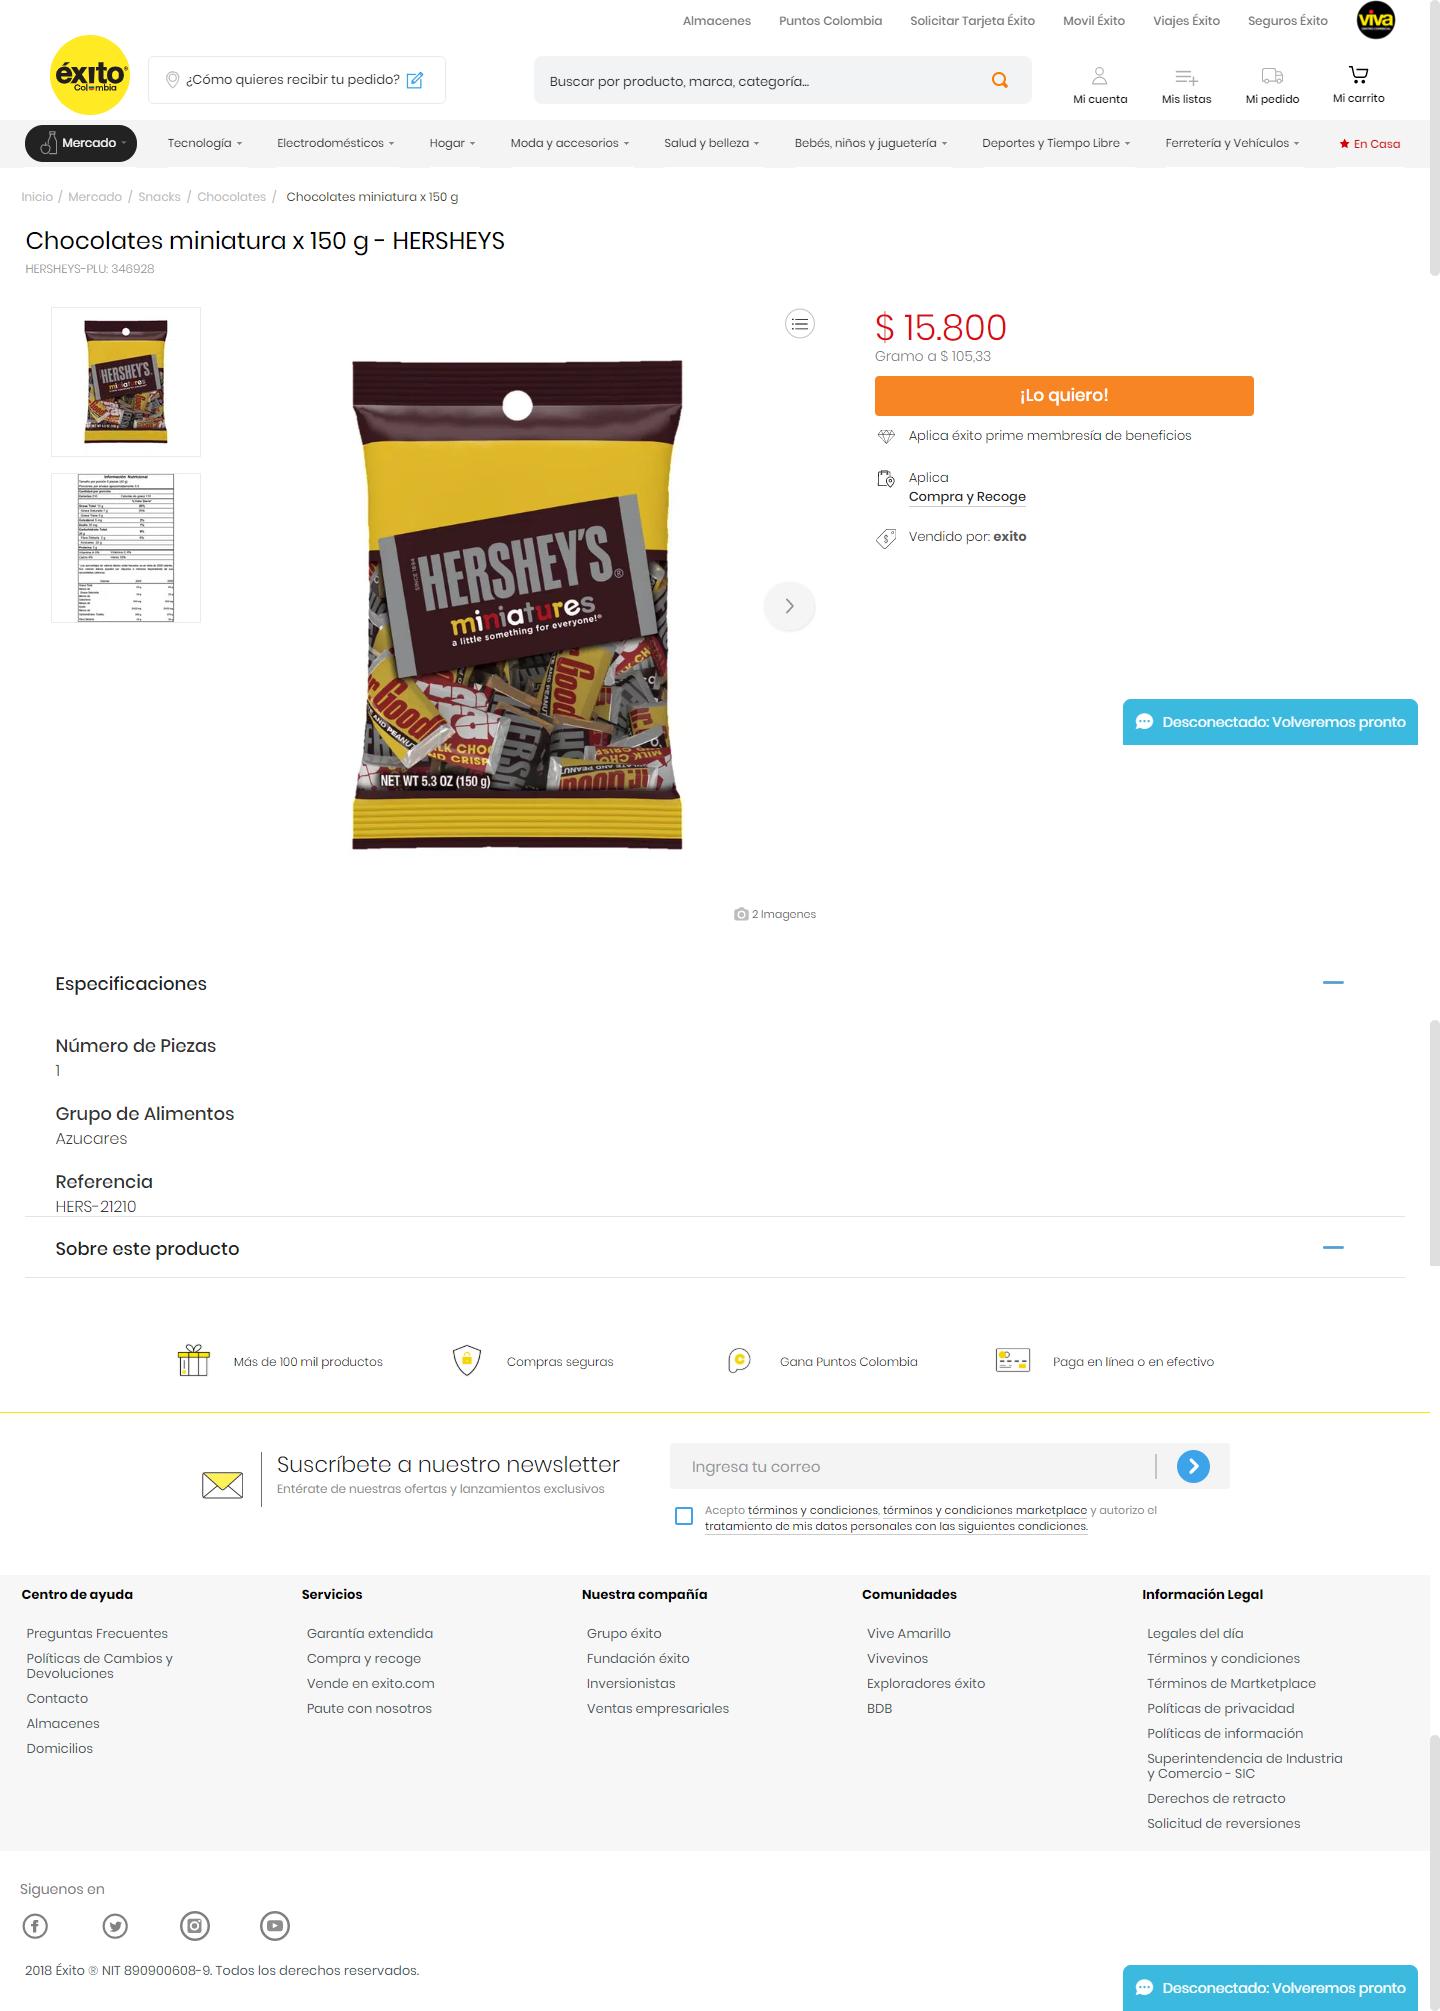 Almacenes Puntos Colombia Solicitar Tarjeta Éxito Movil Éxito Viajes Éxito Seguros Éxito viva
éxito
Colombia
¿Cómo quieres recibir tu pedido?
Buscar por producto, marca, categoría...
Mi cuenta Mis listas Mi pedido Mi carrito
Mercado Tecnología Electrodomésticos Hogar Moda y accesorios Salud y belleza Bebés, niños y juguetería Deportes y Tiempo Libre Ferretería y Vehículos En Casa
Inicio / Mercado / Snacks / Chocolates / Chocolates miniatura x 150 g
Chocolates miniatura x 150 g - HERSHEYS
HERSHEYS-PLU: 346928
HERSHEY'S
miniatures
Información Nutricional
SINCE 1894
HERSHEY'S®
miniatures
a little something for everyone!®
NET WT 5.3 OZ (150 g)
2 Imagenes
$ 15.800
Gramo a $ 105,33
¡Lo quiero!
Aplica éxito prime membresía de beneficios
Aplica
Compra y Recoge
Vendido por: exito
Desconectado: Volveremos pronto
Especificaciones
Número de Piezas
1
Grupo de Alimentos
Azucares
Referencia
HERS-21210
Sobre este producto
Más de 100 mil productos Compras seguras Gana Puntos Colombia Paga en línea o en efectivo
Suscríbete a nuestro newsletter
Entérate de nuestras ofertas y lanzamientos exclusivos
Ingresa tu correo
Acepto términos y condiciones, términos y condiciones marketplace y autorizo el
tratamiento de mis datos personales con las siguientes condiciones.
Centro de ayuda
Preguntas Frecuentes
Políticas de Cambios y
Devoluciones
Contacto
Almacenes
Domicilios
Servicios
Garantía extendida
Compra y recoge
Vende en exito.com
Paute con nosotros
Nuestra compañía
Grupo éxito
Fundación éxito
Inversionistas
Ventas empresariales
Comunidades
Vive Amarillo
Vivevinos
Exploradores éxito
BDB
Información Legal
Legales del día
Términos y condiciones
Términos de Martketplace
Políticas de privacidad
Políticas de información
Superintendencia de Industria
y Comercio - SIC
Derechos de retracto
Solicitud de reversiones
Siguenos en
2018 Éxito ® NIT 890900608-9. Todos los derechos reservados.
Desconectado: Volveremos pronto